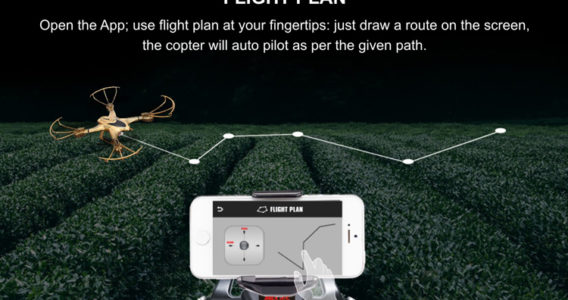 FLIGHT PLAN
Open the App; use flight plan at your fingertips: just draw a route on the screen,
the copter will auto pilot as per the given path.
FLIGHT PLAN